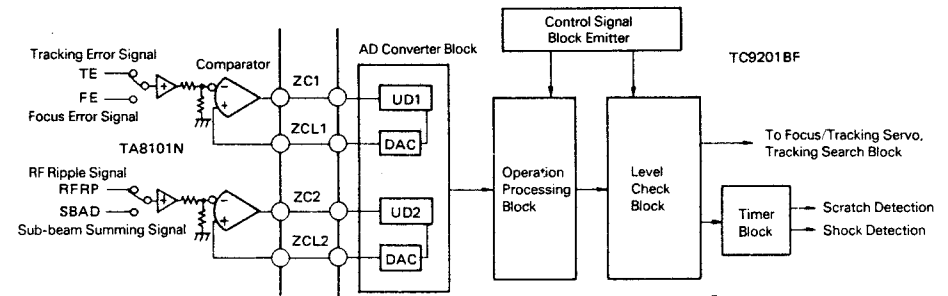 Control Signal
Block Emitter
TC9201BF
AD Converter Block
Tracking Error Signal
TE
FE
Focus Error Signal
Comparator
ZC1
ZCL1
UD1
DAC
TA8101N
RF Ripple Signal
RFRP
SBAD
Sub-beam Summing Signal
ZC2
ZCL2
UD2
DAC
Operation
Processing
Block
Level
Check
Block
To Focus/Tracking Servo,
Tracking Search Block
Timer
Block
Scratch Detection
Shock Detection